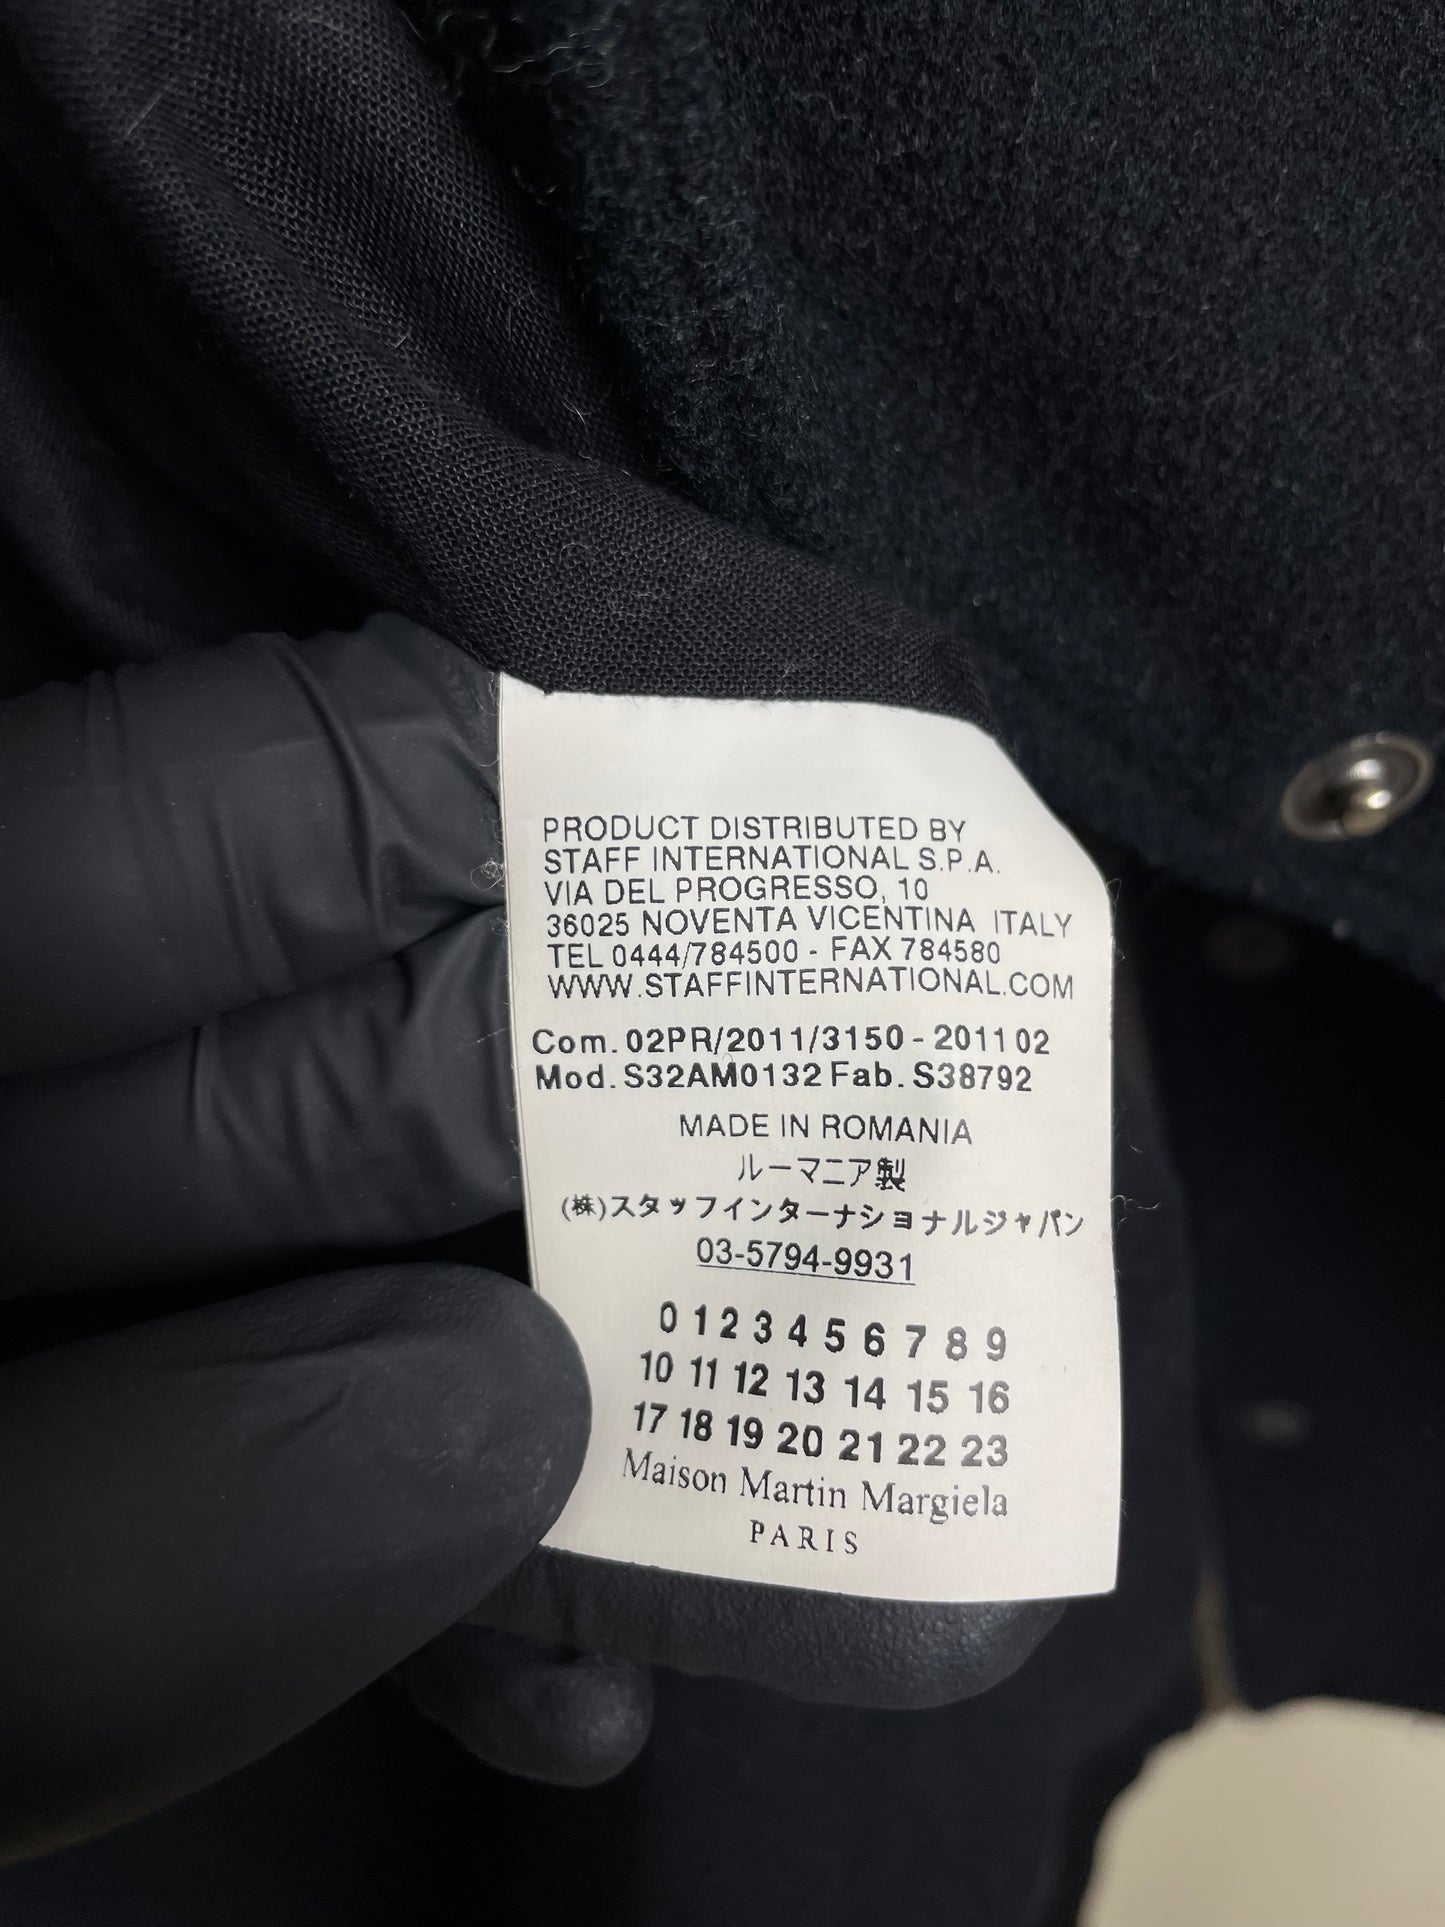 PRODUCT DISTRIBUTED BY
STAFF INTERNATIONAL S.P.A.
VIA DEL PROGRESSO, 10
36025 NOVENTA VICENTINA ITALY
TEL 0444/784500 - FAX 784580
WWW.STAFFINTERNATIONAL.COM
Com. 02PR/2011/3150 - 2011 02
Mod. S32AM0132 Fab. S38792
MADE IN ROMANIA
ルーマニア製
(株)スタッフインターナショナルジャパン
03-5794-9931
0 1 2 3 4 5 6 7 8 9
10 11 12 13 14 15 16
17 18 19 20 21 22 23
Maison Martin Margiela
PARIS